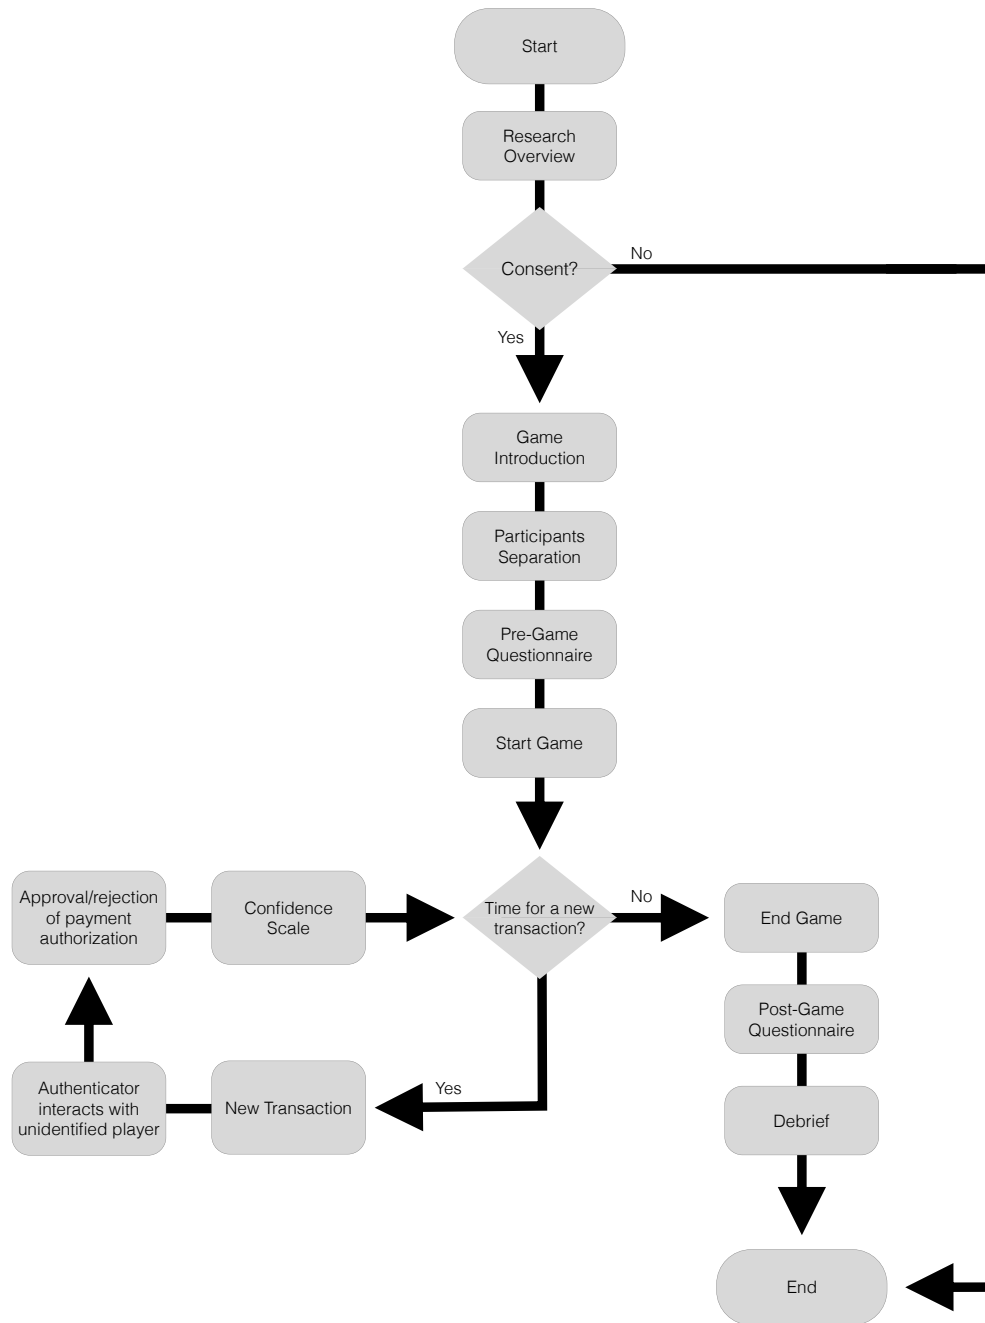 Start
Research
Overview
Consent?
No
Yes
Game
Introduction
Participants
Separation
Pre-Game
Questionnaire
Start Game
Time for a new
transaction?
No
End Game
Post-Game
Questionnaire
Debrief
End
Yes
New Transaction
Authenticator
interacts with
unidentified player
Approval/rejection
of payment
authorization
Confidence
Scale